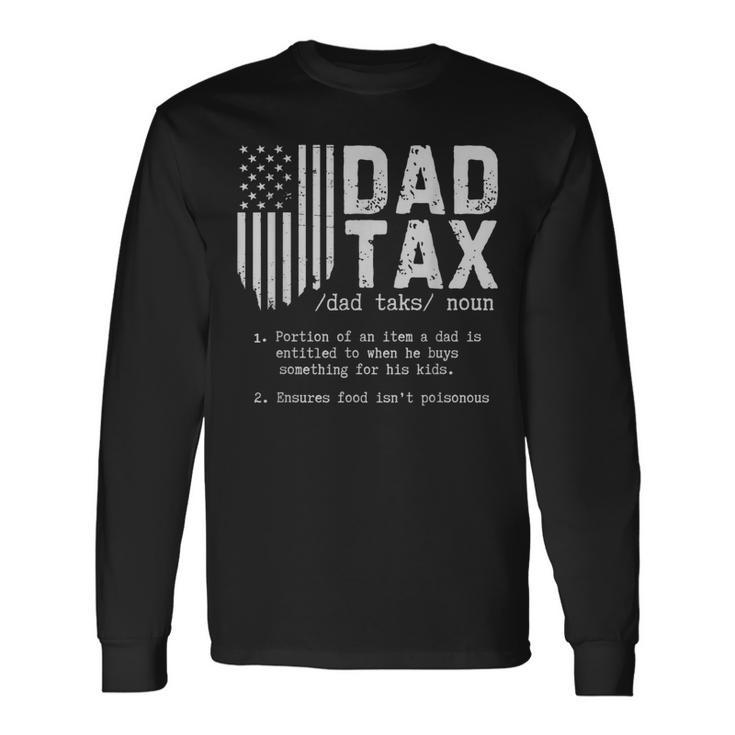 DAD
TAX
/dad taks/ noun
1. Portion of an item a dad is
entitled to when he buys
something for his kids.
2. Ensures food isn't poisonous